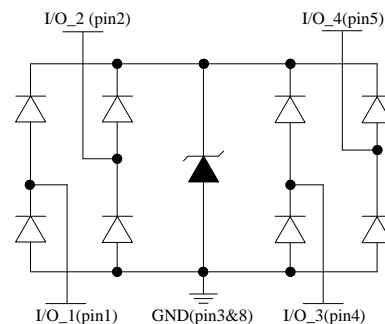 I/O_2 (pin2)
I/O_4(pin5)
I/O_1(pin1)
GND(pin3&8)
I/O_3(pin4)